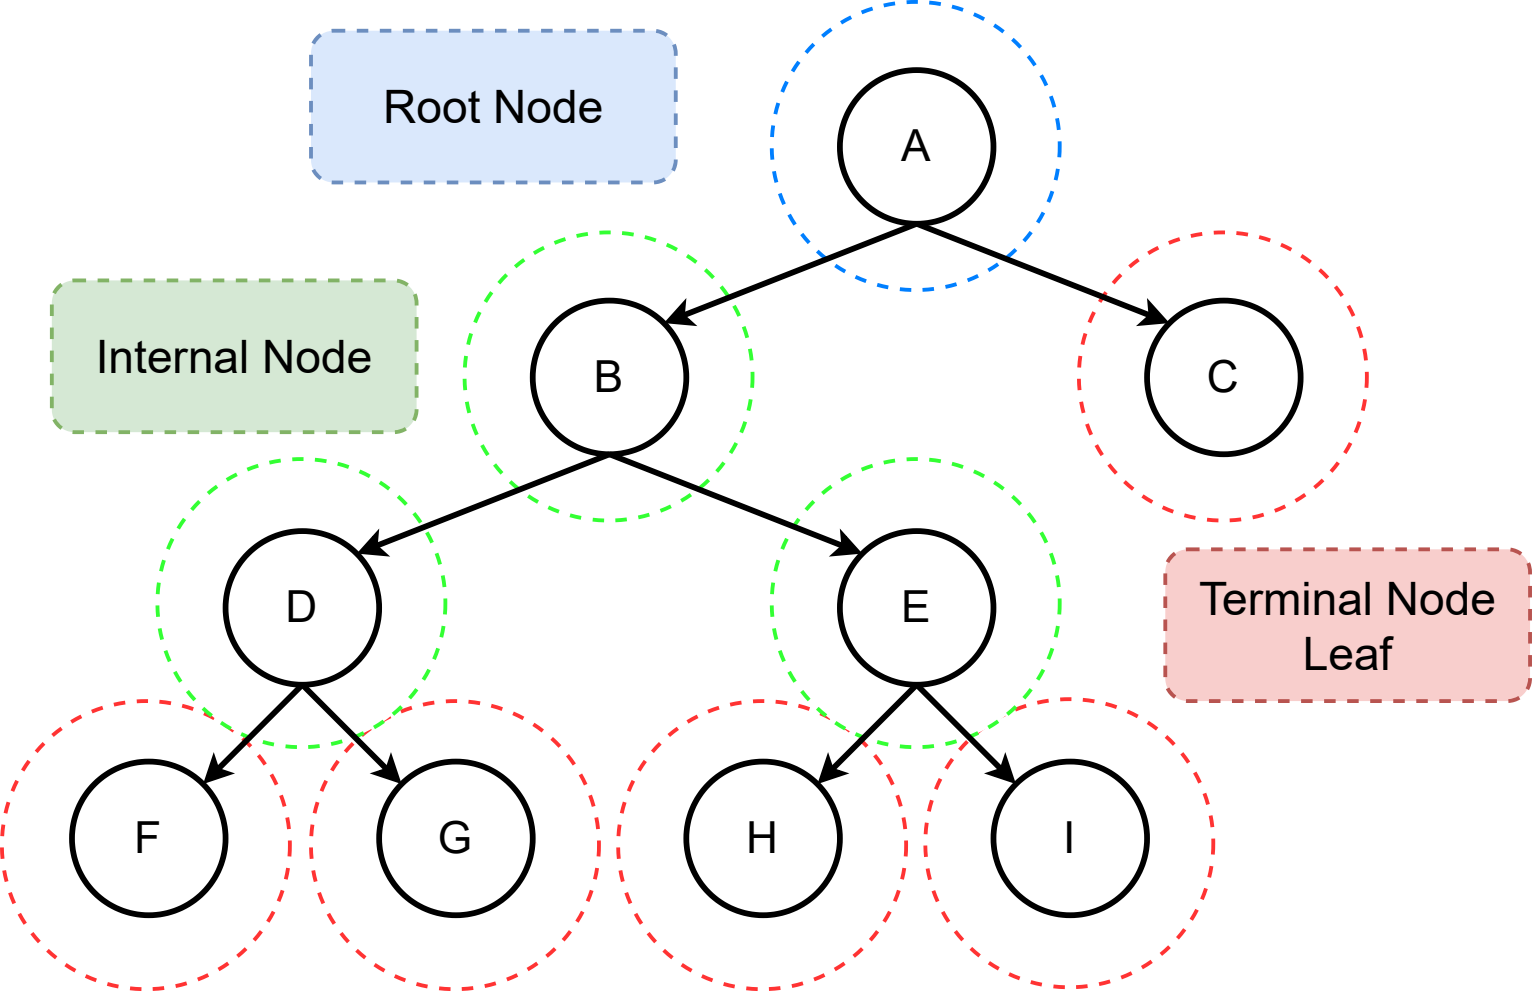 Root Node
A
Internal Node
B
C
D
E
Terminal Node
Leaf
F
G
H
I